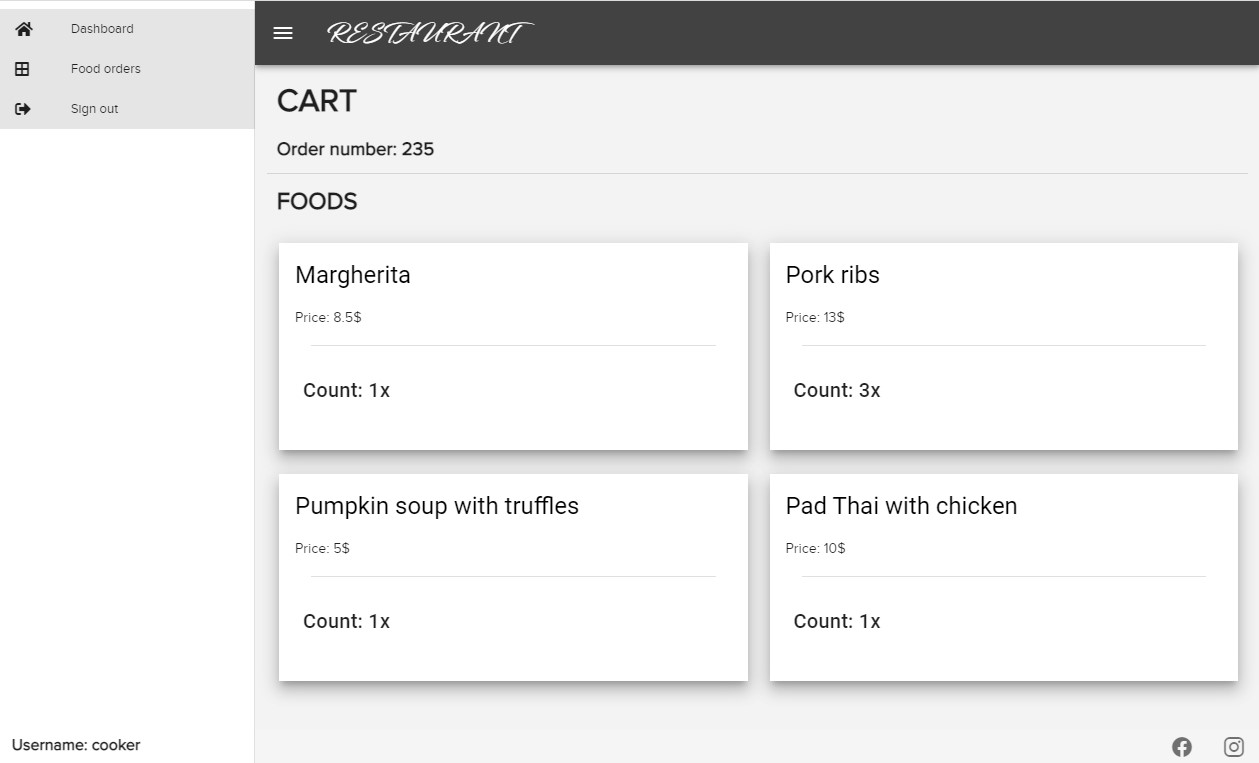 Dashboard
Food orders
Sign out
RESTAURANT
CART
Order number: 235
FOODS
Margherita
Price: 8.5$
Count: 1x
Pork ribs
Price: 13$
Count: 3x
Pumpkin soup with truffles
Price: 5$
Count: 1x
Pad Thai with chicken
Price: 10$
Count: 1x
Username: cooker